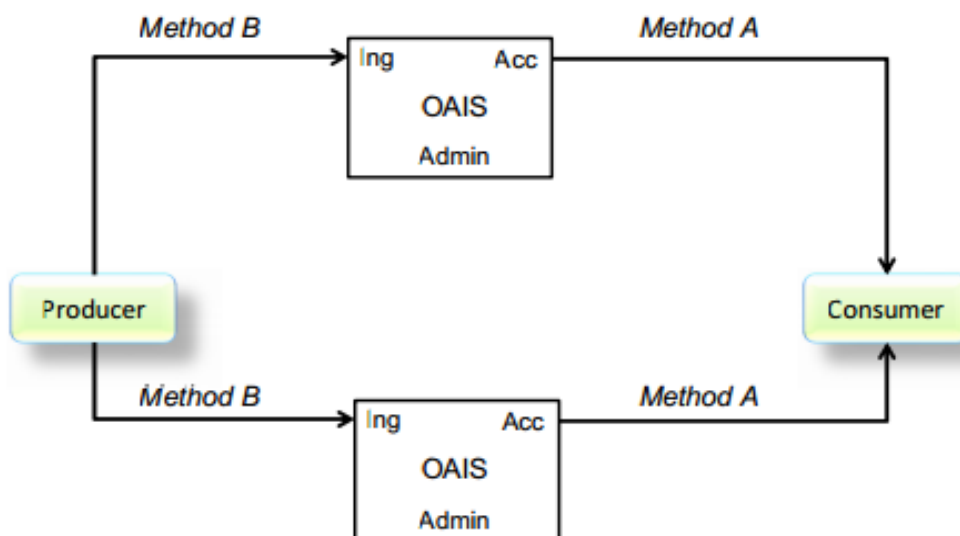 Method B
Method A
Ing Acc
OAIS
Admin
Producer
Consumer
Method B
Method A
Ing Acc
OAIS
Admin